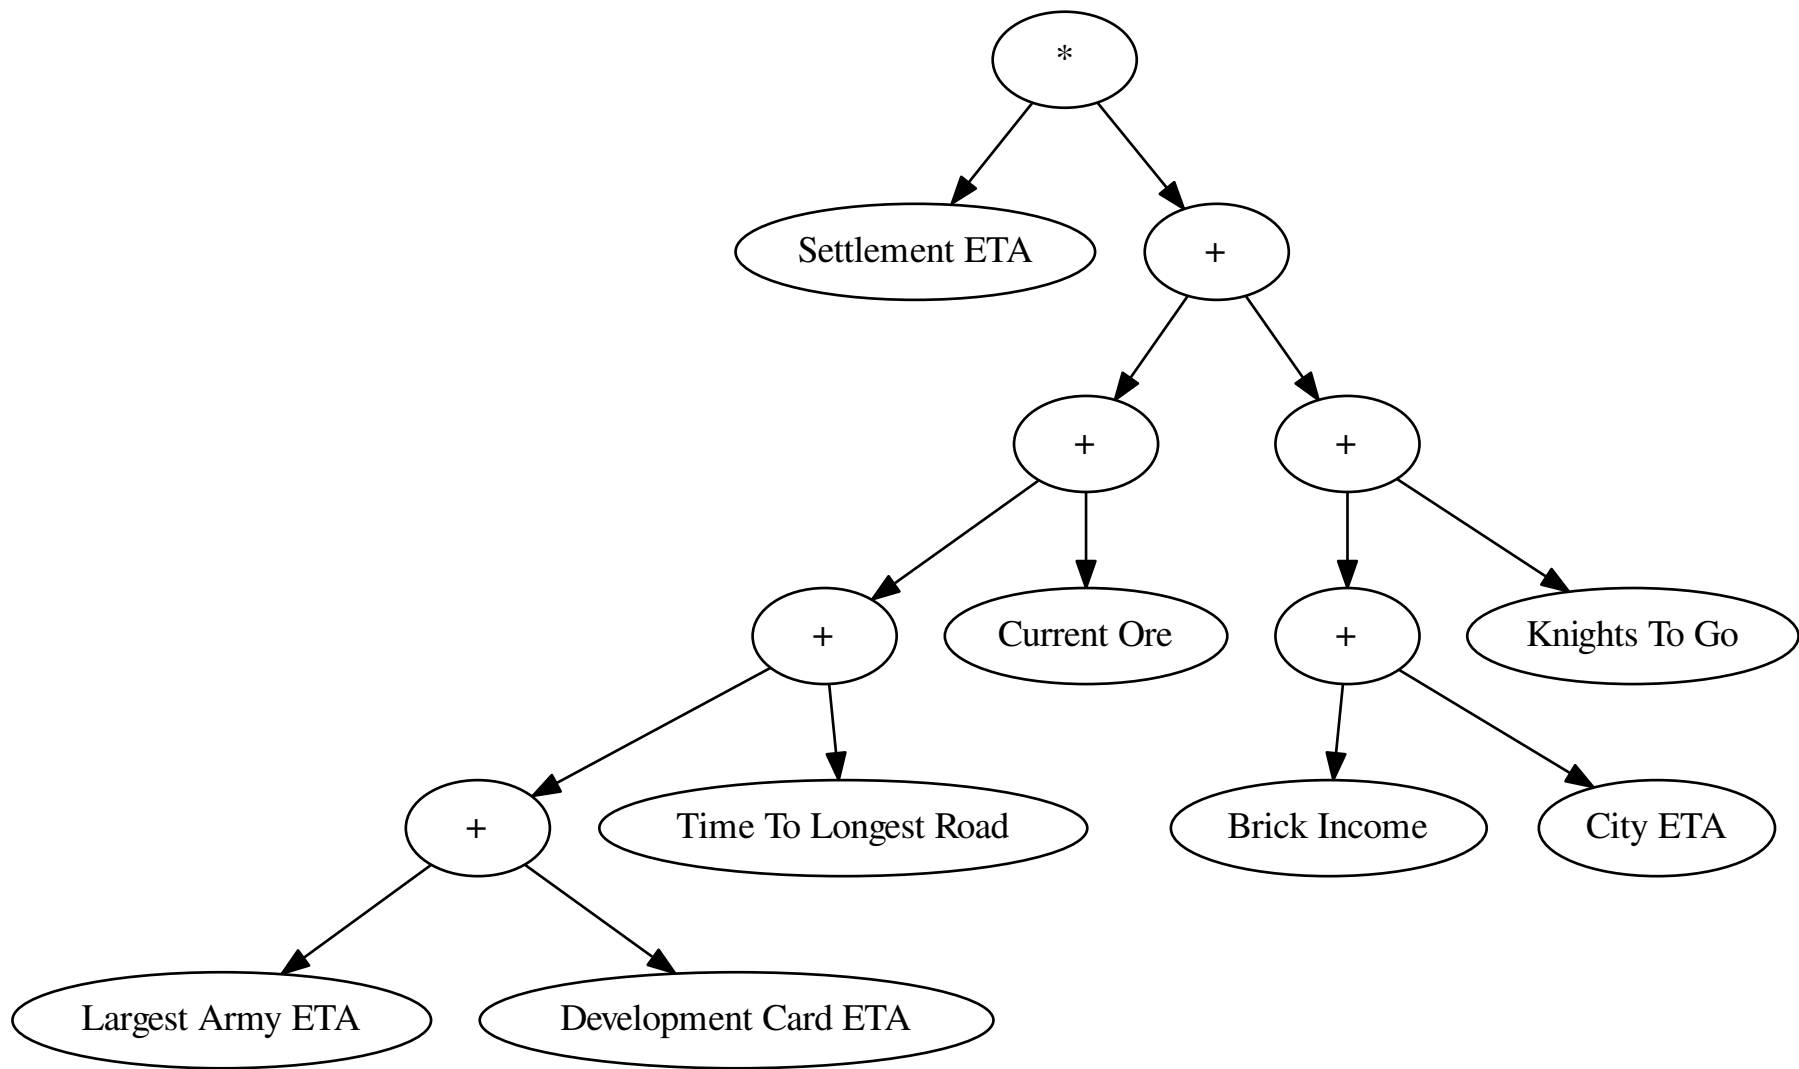 *
Settlement ETA
+
+
+
+
Current Ore
+
Knights To Go
+
Time To Longest Road
Brick Income
City ETA
Largest Army ETA
Development Card ETA